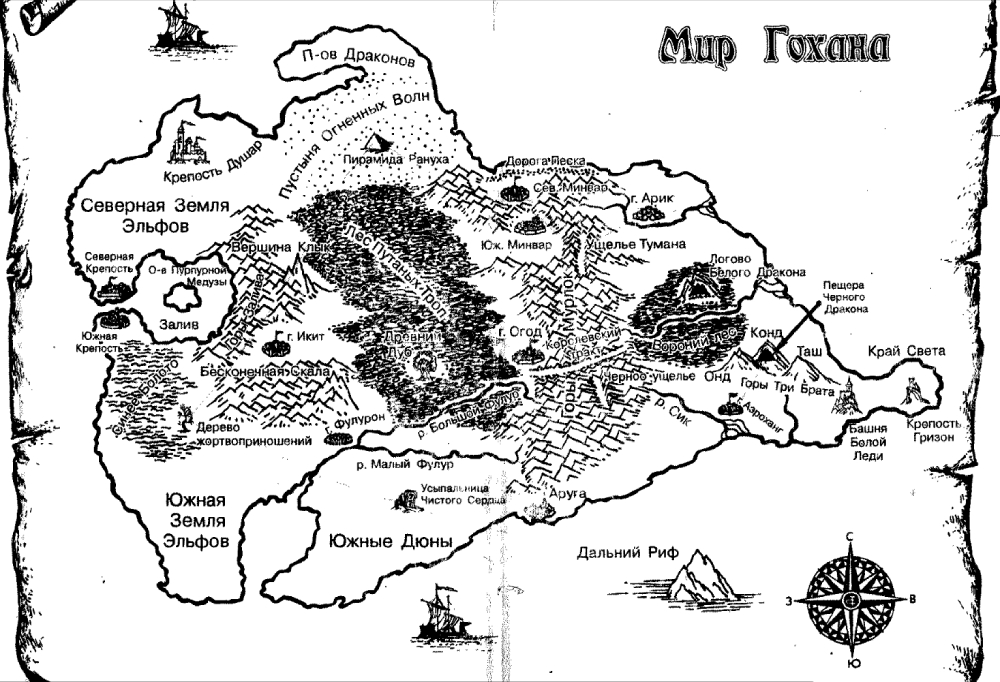 Мир Гохана
П-ов Драконов
Пустыня Огненных Волн
Крепость Душар
Пирамида Рануха
Дорога Песка
Сев. Минвар
г. Арик
Северная Земля
Эльфов
Вершина Клык
Лес Путаных Троп
Юж. Минвар
Ущелье Тумана
Северная
Крепость
О-в Пурпурной
Медузы
Логово
Белого Дракона
Пещера
Черного
Дракона
Залив
Южная
Крепость
г. Икит
Древний
Дуб
г. Огод
Королевский
тракт
Горы Мурлог
Вороний лес
Конд
Таш
Край Света
Бесконечная Скала
Черное ущелье
Онд
Горы Три Брата
Дерево
жертвоприношений
г. Фулурон
р. Большой Фулур
р. Сик
г. Аэроханг
Башня
Белой
Леди
Крепость
Гризон
р. Малый Фулур
Усыпальница
Чистого Сердца
Аруга
Южная
Земля
Эльфов
Южные Дюны
Дальний Риф
С
З
В
Ю